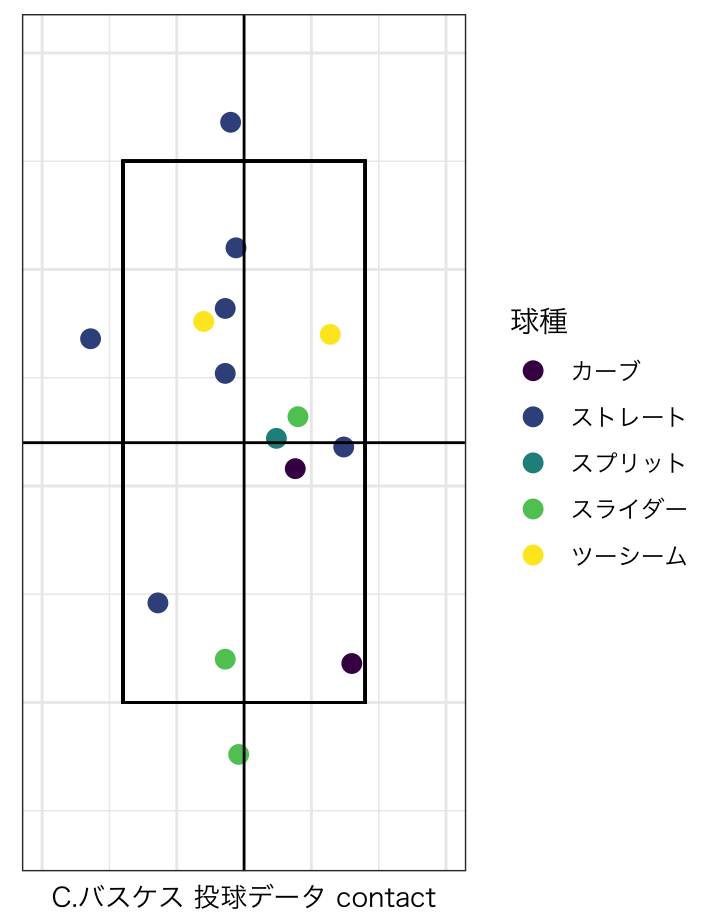 球種
カーブ
ストレート
スプリット
スライダー
ツーシーム
C.バスケス 投球データ contact